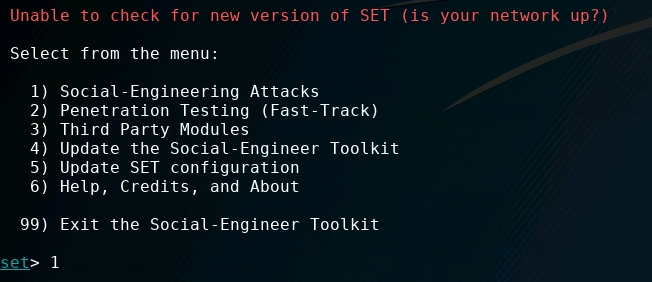 Unable to check for new version of SET (is your network up?)
Select from the menu:
1) Social-Engineering Attacks
2) Penetration Testing (Fast-Track)
3) Third Party Modules
4) Update the Social-Engineer Toolkit
5) Update SET configuration
6) Help, Credits, and About
99) Exit the Social-Engineer Toolkit
set> 1